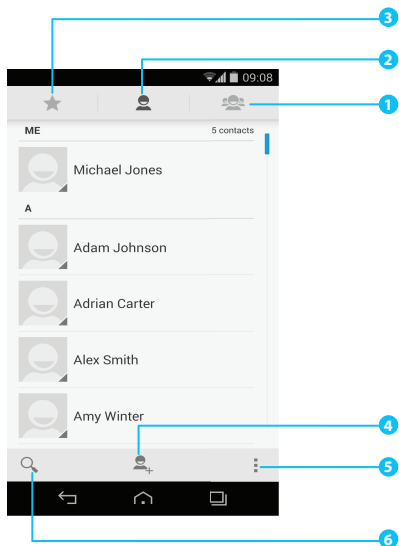 3
2
09:08
1
ME 5 contacts
Michael Jones
A
Adam Johnson
Adrian Carter
Alex Smith
Amy Winter
4
5
6